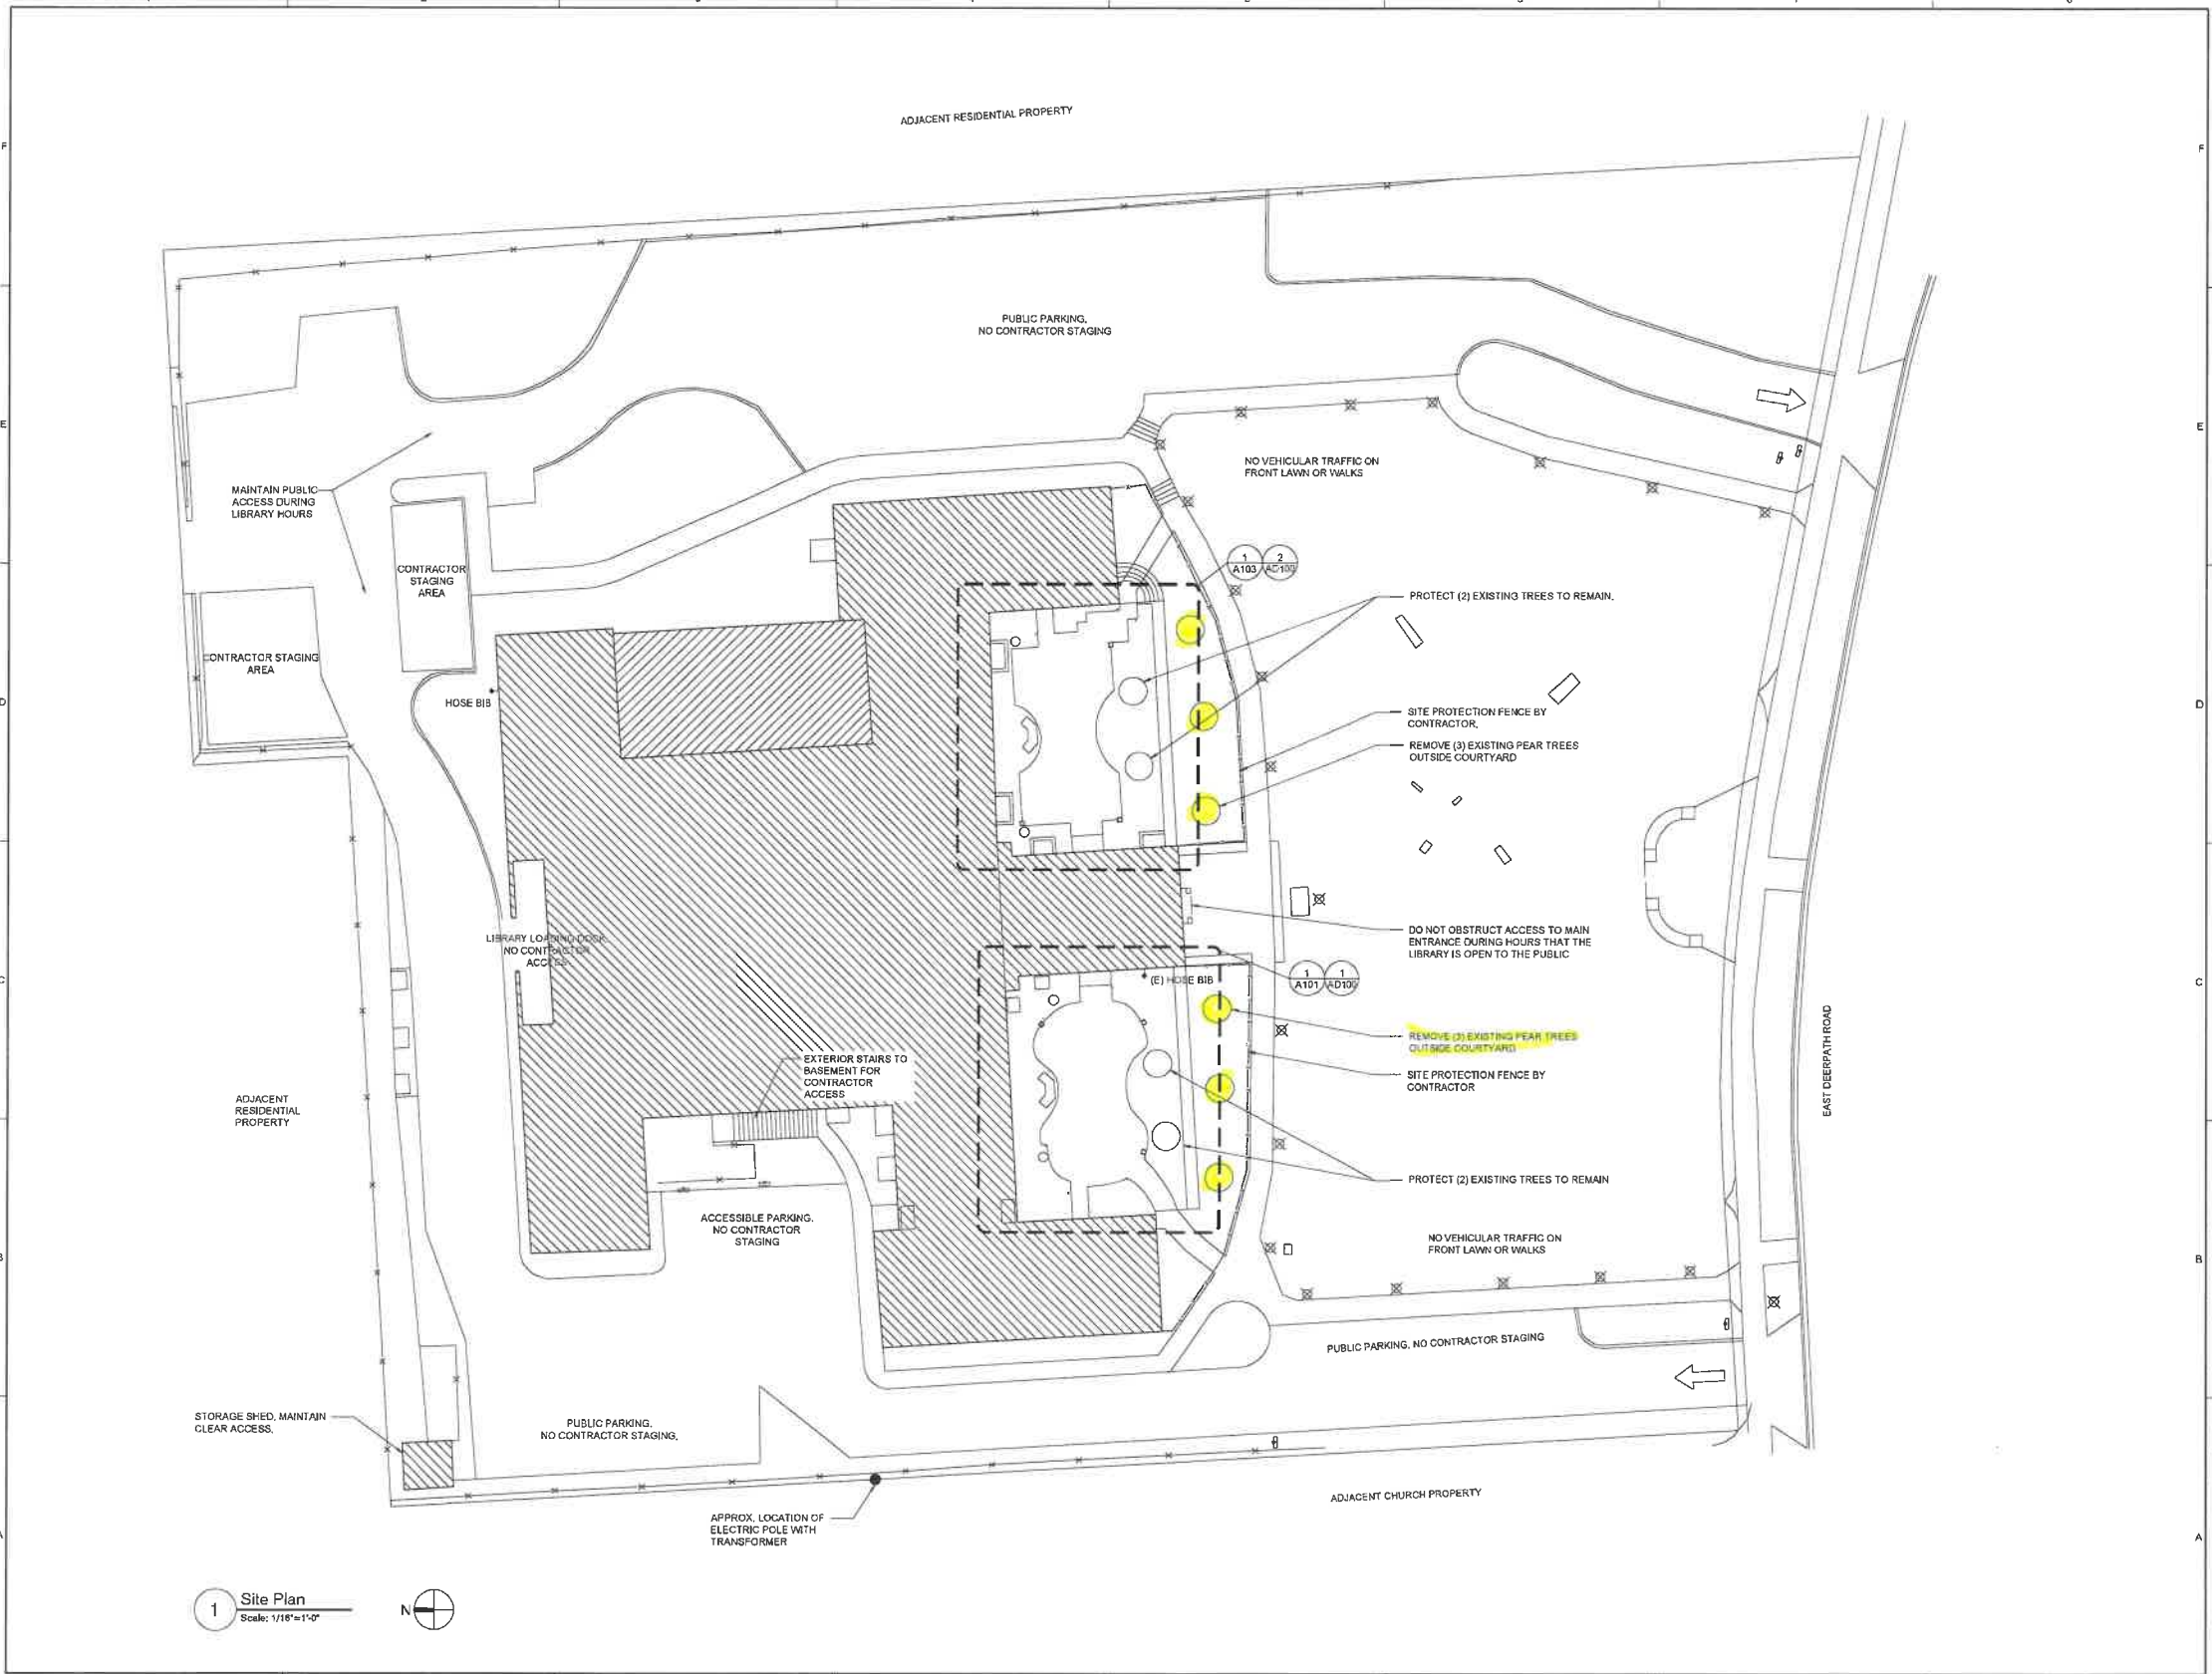 ADJACENT RESIDENTIAL PROPERTY
F
F
PUBLIC PARKING,
NO CONTRACTOR STAGING
E
E
NO VEHICULAR TRAFFIC ON
FRONT LAWN OR WALKS
MAINTAIN PUBLIC
ACCESS DURING
LIBRARY HOURS
CONTRACTOR
STAGING
AREA
1
A103
2
AD100
PROTECT (2) EXISTING TREES TO REMAIN.
CONTRACTOR STAGING
AREA
HOSE BIB
D
D
SITE PROTECTION FENCE BY
CONTRACTOR.
REMOVE (3) EXISTING PEAR TREES
OUTSIDE COURTYARD
LIBRARY LOADING DOCK
NO CONTRACTOR
ACCESS
DO NOT OBSTRUCT ACCESS TO MAIN
ENTRANCE DURING HOURS THAT THE
LIBRARY IS OPEN TO THE PUBLIC
C
C
(E) HOSE BIB
1
A101
1
AD100
REMOVE (3) EXISTING PEAR TREES
OUTSIDE COURTYARD
EXTERIOR STAIRS TO
BASEMENT FOR
CONTRACTOR
ACCESS
SITE PROTECTION FENCE BY
CONTRACTOR
EAST DEERPATH ROAD
ADJACENT
RESIDENTIAL
PROPERTY
PROTECT (2) EXISTING TREES TO REMAIN
ACCESSIBLE PARKING.
NO CONTRACTOR
STAGING
NO VEHICULAR TRAFFIC ON
FRONT LAWN OR WALKS
B
B
PUBLIC PARKING, NO CONTRACTOR STAGING
STORAGE SHED, MAINTAIN
CLEAR ACCESS.
PUBLIC PARKING.
NO CONTRACTOR STAGING.
ADJACENT CHURCH PROPERTY
APPROX. LOCATION OF
ELECTRIC POLE WITH
TRANSFORMER
A
A
1
Site Plan
Scale: 1/16"=1'-0"
N